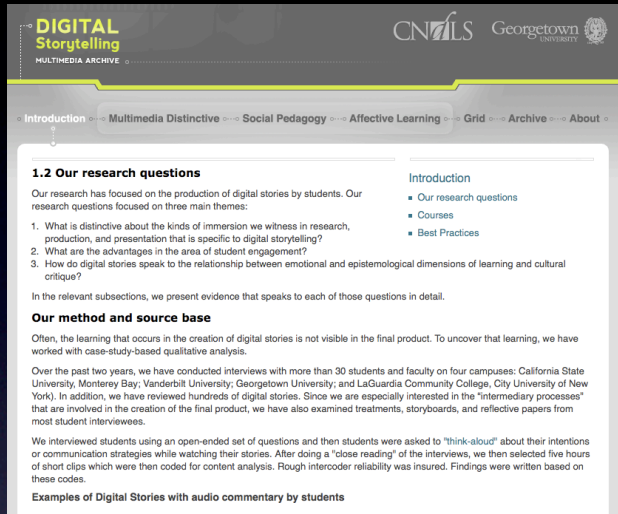 DIGITAL
Storytelling
MULTIMEDIA ARCHIVE
CNDLS Georgetown
UNIVERSITY
Introduction Multimedia Distinctive Social Pedagogy Affective Learning Grid Archive About
1.2 Our research questions
Our research has focused on the production of digital stories by students. Our
research questions focused on three main themes:
1. What is distinctive about the kinds of immersion we witness in research,
production, and presentation that is specific to digital storytelling?
2. What are the advantages in the area of student engagement?
3. How do digital stories speak to the relationship between emotional and epistemological dimensions of learning and cultural
critique?
In the relevant subsections, we present evidence that speaks to each of those questions in detail.
Introduction
Our research questions
Courses
Best Practices
Our method and source base
Often, the learning that occurs in the creation of digital stories is not visible in the final product. To uncover that learning, we have
worked with case-study-based qualitative analysis.
Over the past two years, we have conducted interviews with more than 30 students and faculty on four campuses: California State
University, Monterey Bay; Vanderbilt University; Georgetown University; and LaGuardia Community College, City University of New
York). In addition, we have reviewed hundreds of digital stories. Since we are especially interested in the "intermediary processes"
that are involved in the creation of the final product, we have also examined treatments, storyboards, and reflective papers from
most student interviewees.
We interviewed students using an open-ended set of questions and then students were asked to "think-aloud" about their intentions
or communication strategies while watching their stories. After doing a "close reading" of the interviews, we then selected five hours
of short clips which were then coded for content analysis. Rough intercoder reliability was insured. Findings were written based on
these codes.
Examples of Digital Stories with audio commentary by students